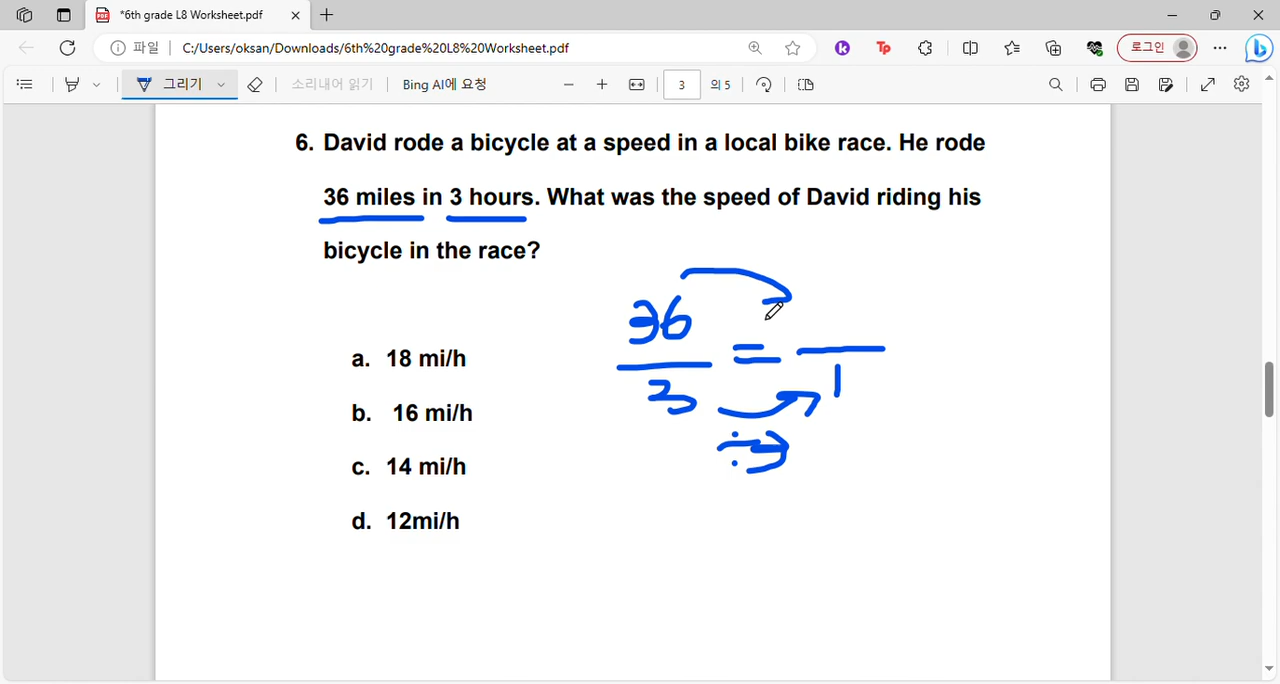 *6th grade L8 Worksheet.pdf
파일 C:/Users/oksan/Downloads/6th%20grade%20L8%20Worksheet.pdf 로그인
그리기 소리내어 읽기 Bing AI에 요청 3 의 5
6. David rode a bicycle at a speed in a local bike race. He rode
36 miles in 3 hours. What was the speed of David riding his
bicycle in the race?
a. 18 mi/h
b. 16 mi/h
c. 14 mi/h
d. 12mi/h
36
=
3 1
÷3